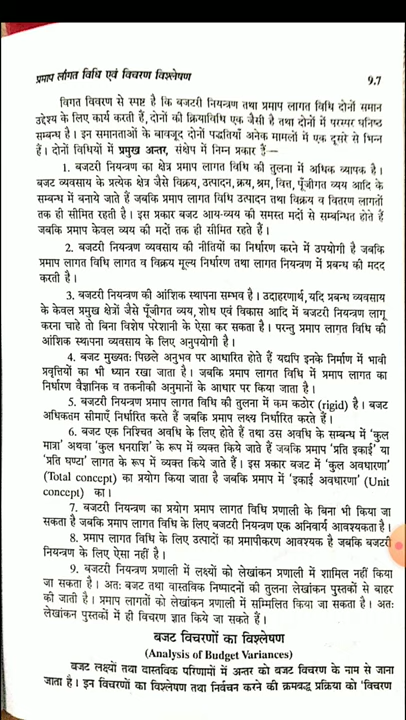 प्रमाप लागत विधि एवं विचरण विश्लेषण 9.7
विगत विवरण से स्पष्ट है कि बजटरी नियन्त्रण तथा प्रमाप लागत विधि दोनों समान
उद्देश्य के लिए कार्य करती हैं, दोनों की क्रियाविधि एक जैसी है तथा दोनों में परस्पर घनिष्ठ
सम्बन्ध है। इन समानताओं के बावजूद दोनों पद्धतियाँ अनेक मामलों में एक दूसरे से भिन्न
हैं। दोनों विधियों में प्रमुख अन्तर, संक्षेप में निम्न प्रकार हैं—
1. बजटरी नियन्त्रण का क्षेत्र प्रमाप लागत विधि की तुलना में अधिक व्यापक है।
बजट व्यवसाय के प्रत्येक क्षेत्र जैसे विक्रय, उत्पादन, क्रय, श्रम, वित्त, पूँजीगत व्यय आदि के
सम्बन्ध में बनाये जाते हैं जबकि प्रमाप लागत विधि उत्पादन तथा विक्रय व वितरण लागतों
तक ही सीमित रहती है। इस प्रकार बजट आय-व्यय की समस्त मदों से सम्बन्धित होते हैं
जबकि प्रमाप केवल व्यय की मदों तक ही सीमित रहते हैं।
2. बजटरी नियन्त्रण व्यवसाय की नीतियों का निर्धारण करने में उपयोगी है जबकि
प्रमाप लागत विधि लागत व विक्रय मूल्य निर्धारण तथा लागत नियन्त्रण में प्रबन्ध की मदद
करती है।
3. बजटरी नियन्त्रण की आंशिक स्थापना सम्भव है। उदाहरणार्थ, यदि प्रबन्ध व्यवसाय
के केवल प्रमुख क्षेत्रों जैसे पूँजीगत व्यय, शोध एवं विकास आदि में बजटरी नियन्त्रण लागू
करना चाहे तो बिना विशेष परेशानी के ऐसा कर सकता है। परन्तु प्रमाप लागत विधि की
आंशिक स्थापना व्यवसाय के लिए अनुपयोगी है।
4. बजट मुख्यतः पिछले अनुभव पर आधारित होते हैं यद्यपि इनके निर्माण में भावी
प्रवृत्तियों का भी ध्यान रखा जाता है। जबकि प्रमाप लागत विधि में प्रमाप लागत का
निर्धारण वैज्ञानिक व तकनीकी अनुमानों के आधार पर किया जाता है।
5. बजटरी नियन्त्रण प्रमाप लागत विधि की तुलना में कम कठोर (rigid) है। बजट
अधिकतम सीमाएँ निर्धारित करते हैं जबकि प्रमाप लक्ष्य निर्धारित करते हैं।
6. बजट एक निश्चित अवधि के लिए होते हैं तथा उस अवधि के सम्बन्ध में 'कुल
मात्रा' अथवा 'कुल धनराशि' के रूप में व्यक्त किये जाते हैं जबकि प्रमाप 'प्रति इकाई' या
'प्रति घण्टा' लागत के रूप में व्यक्त किये जाते हैं। इस प्रकार बजट में 'कुल अवधारणा'
(Total concept) का प्रयोग किया जाता है जबकि प्रमाप में 'इकाई अवधारणा' (Unit
concept) का।
7. बजटरी नियन्त्रण का प्रयोग प्रमाप लागत विधि प्रणाली के बिना भी किया जा
सकता है जबकि प्रमाप लागत विधि के लिए बजटरी नियन्त्रण एक अनिवार्य आवश्यकता है।
8. प्रमाप लागत विधि के लिए उत्पादों का प्रमापीकरण आवश्यक है जबकि बजटरी
नियन्त्रण के लिए ऐसा नहीं है।
9. बजटरी नियन्त्रण प्रणाली में लक्ष्यों को लेखांकन प्रणाली में शामिल नहीं किया
जा सकता है। अतः बजट तथा वास्तविक निष्पादनों की तुलना लेखांकन पुस्तकों से बाहर
की जाती है। प्रमाप लागतों को लेखांकन प्रणाली में सम्मिलित किया जा सकता है। अतः
लेखांकन पुस्तकों में ही विचरण ज्ञात किये जा सकते हैं।
बजट विचरणों का विश्लेषण
(Analysis of Budget Variances)
बजट लक्ष्यों तथा वास्तविक परिणामों में अन्तर को बजट विचरण के नाम से जाना
जाता है। इन विचरणों का विश्लेषण तथा निर्वचन करने की क्रमबद्ध प्रक्रिया को 'विचरण